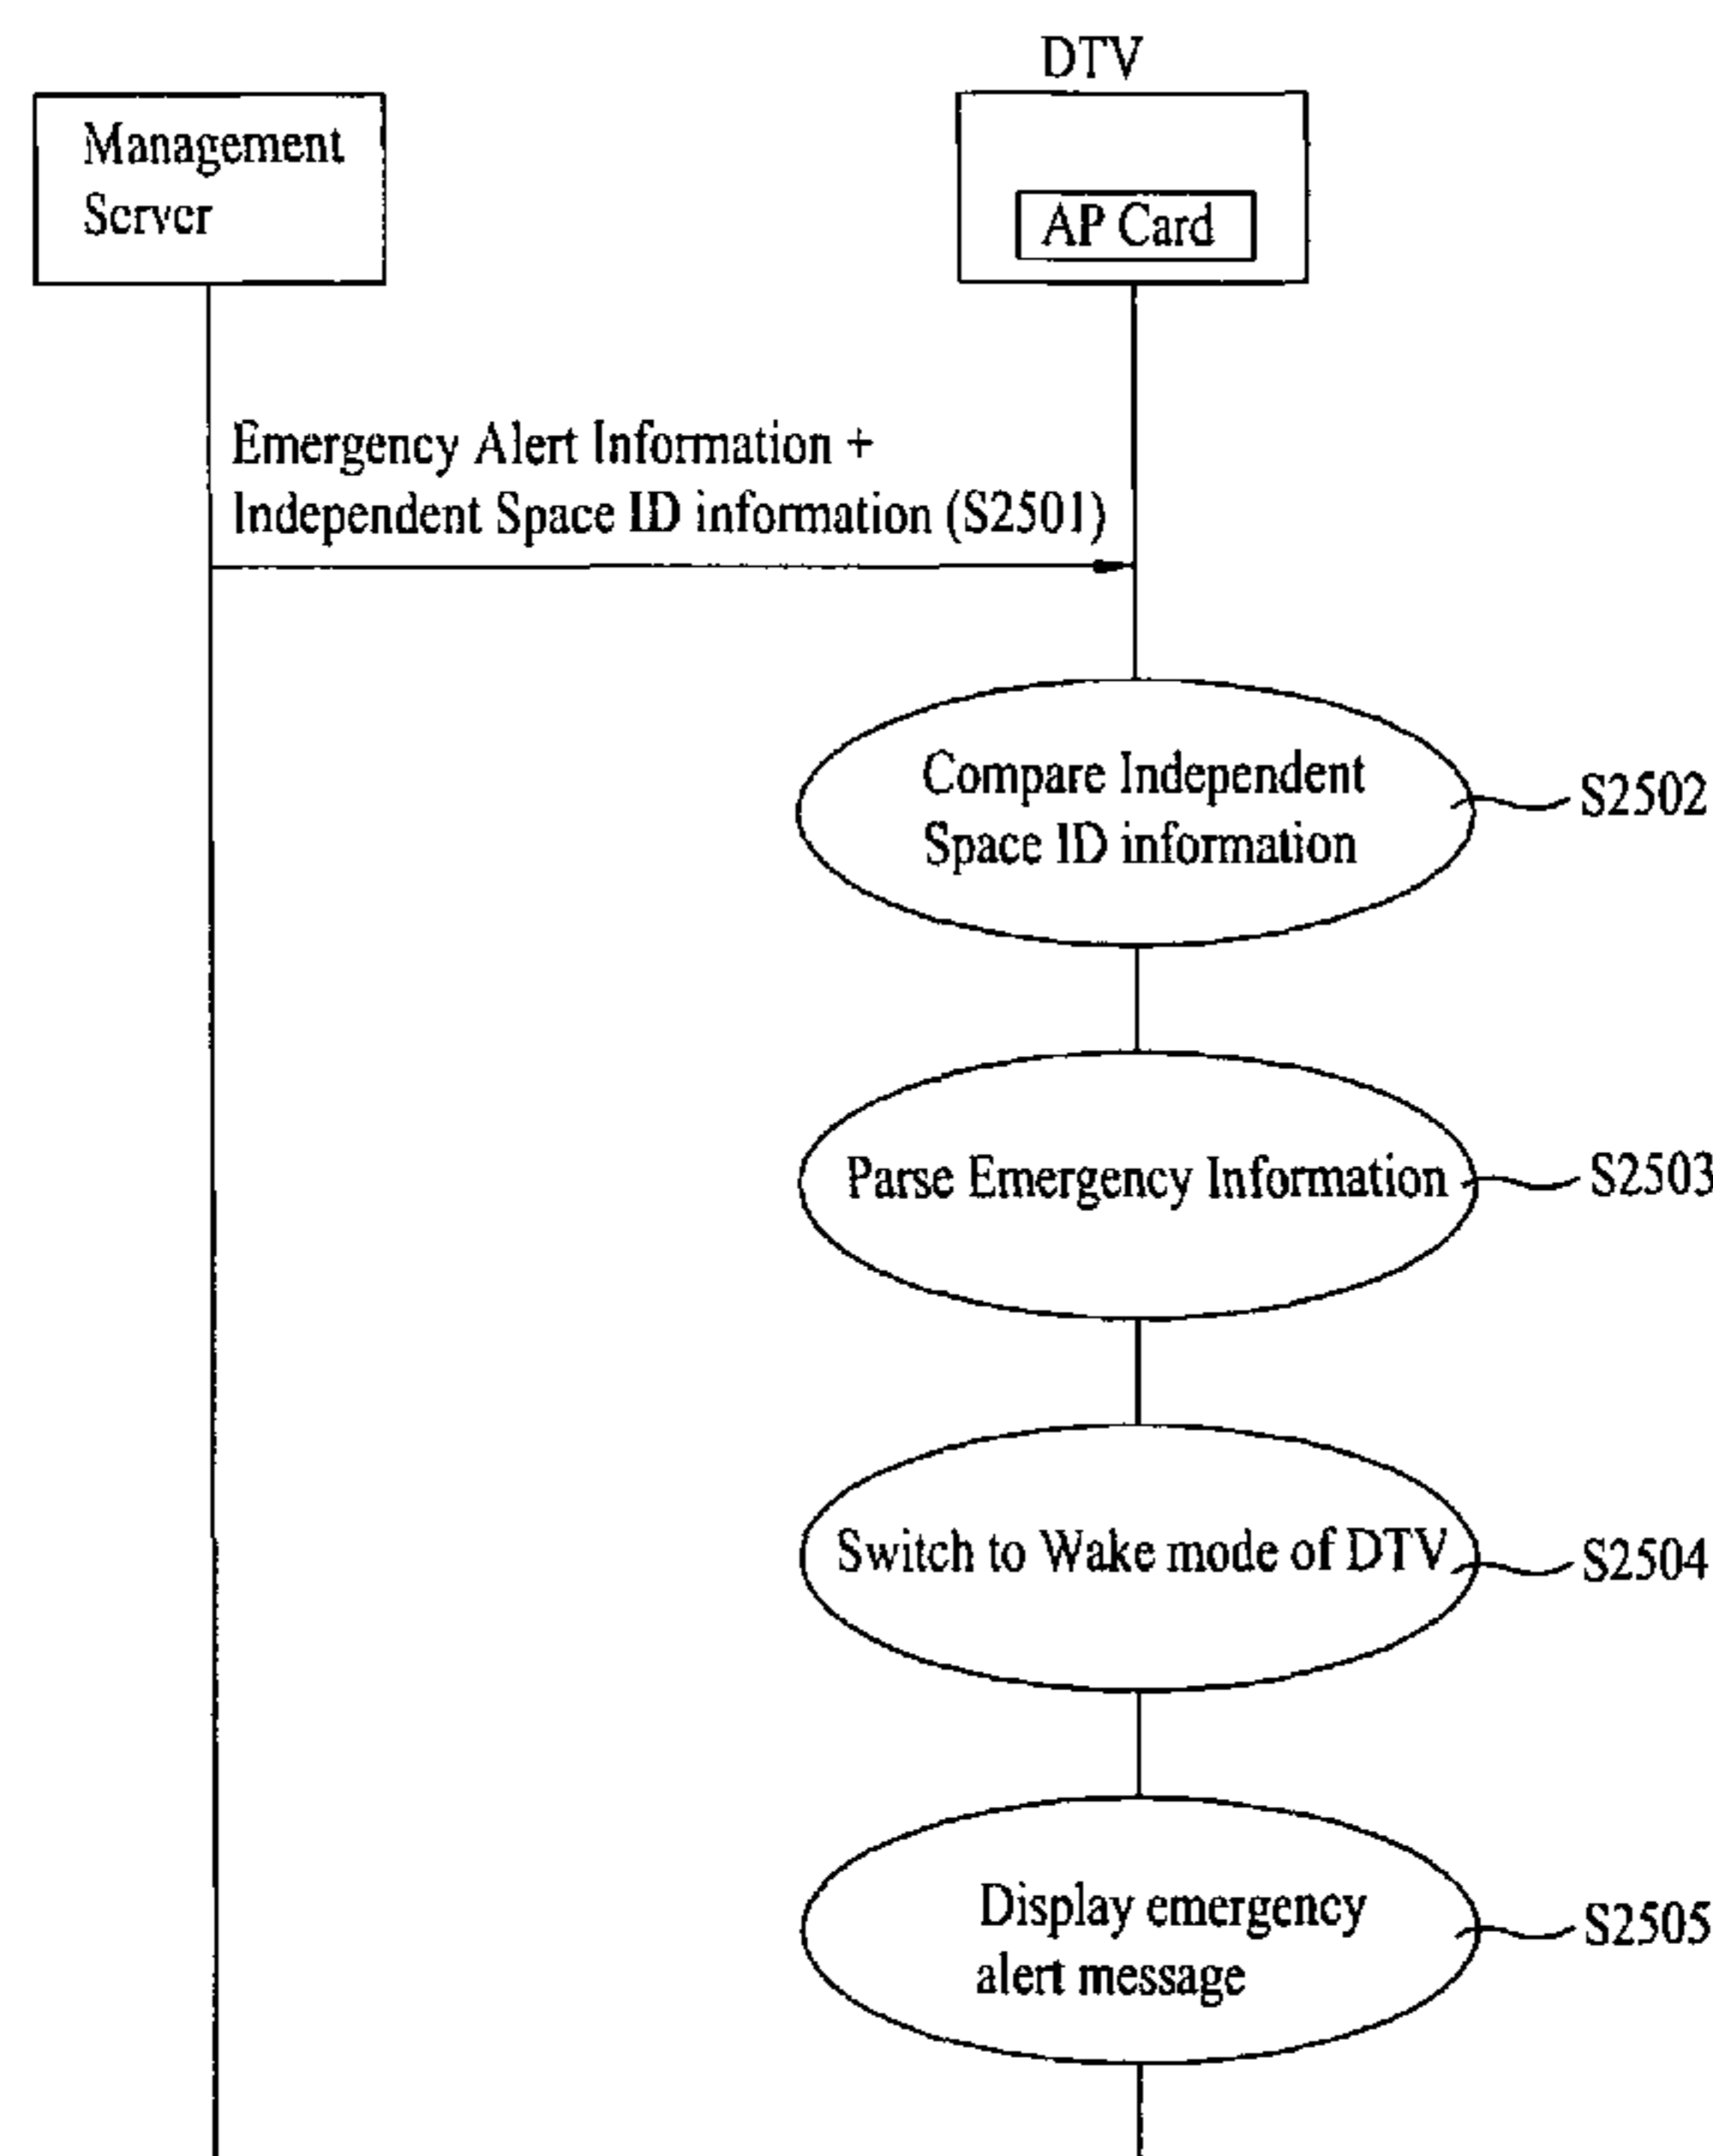 DTV
Management
Server
AP Card
Emergency Alert Information +
Independent Space ID information (S2501)
Compare Independent
Space ID information
S2502
Parse Emergency Information
S2503
Switch to Wake mode of DTV
S2504
Display emergency
alert message
S2505